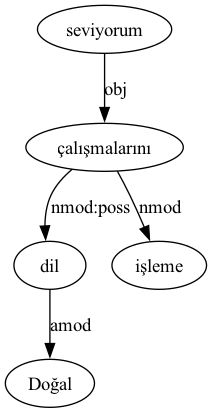 seviyorum
obj
çalışmalarını
nmod:poss nmod
dil işleme
amod
Doğal